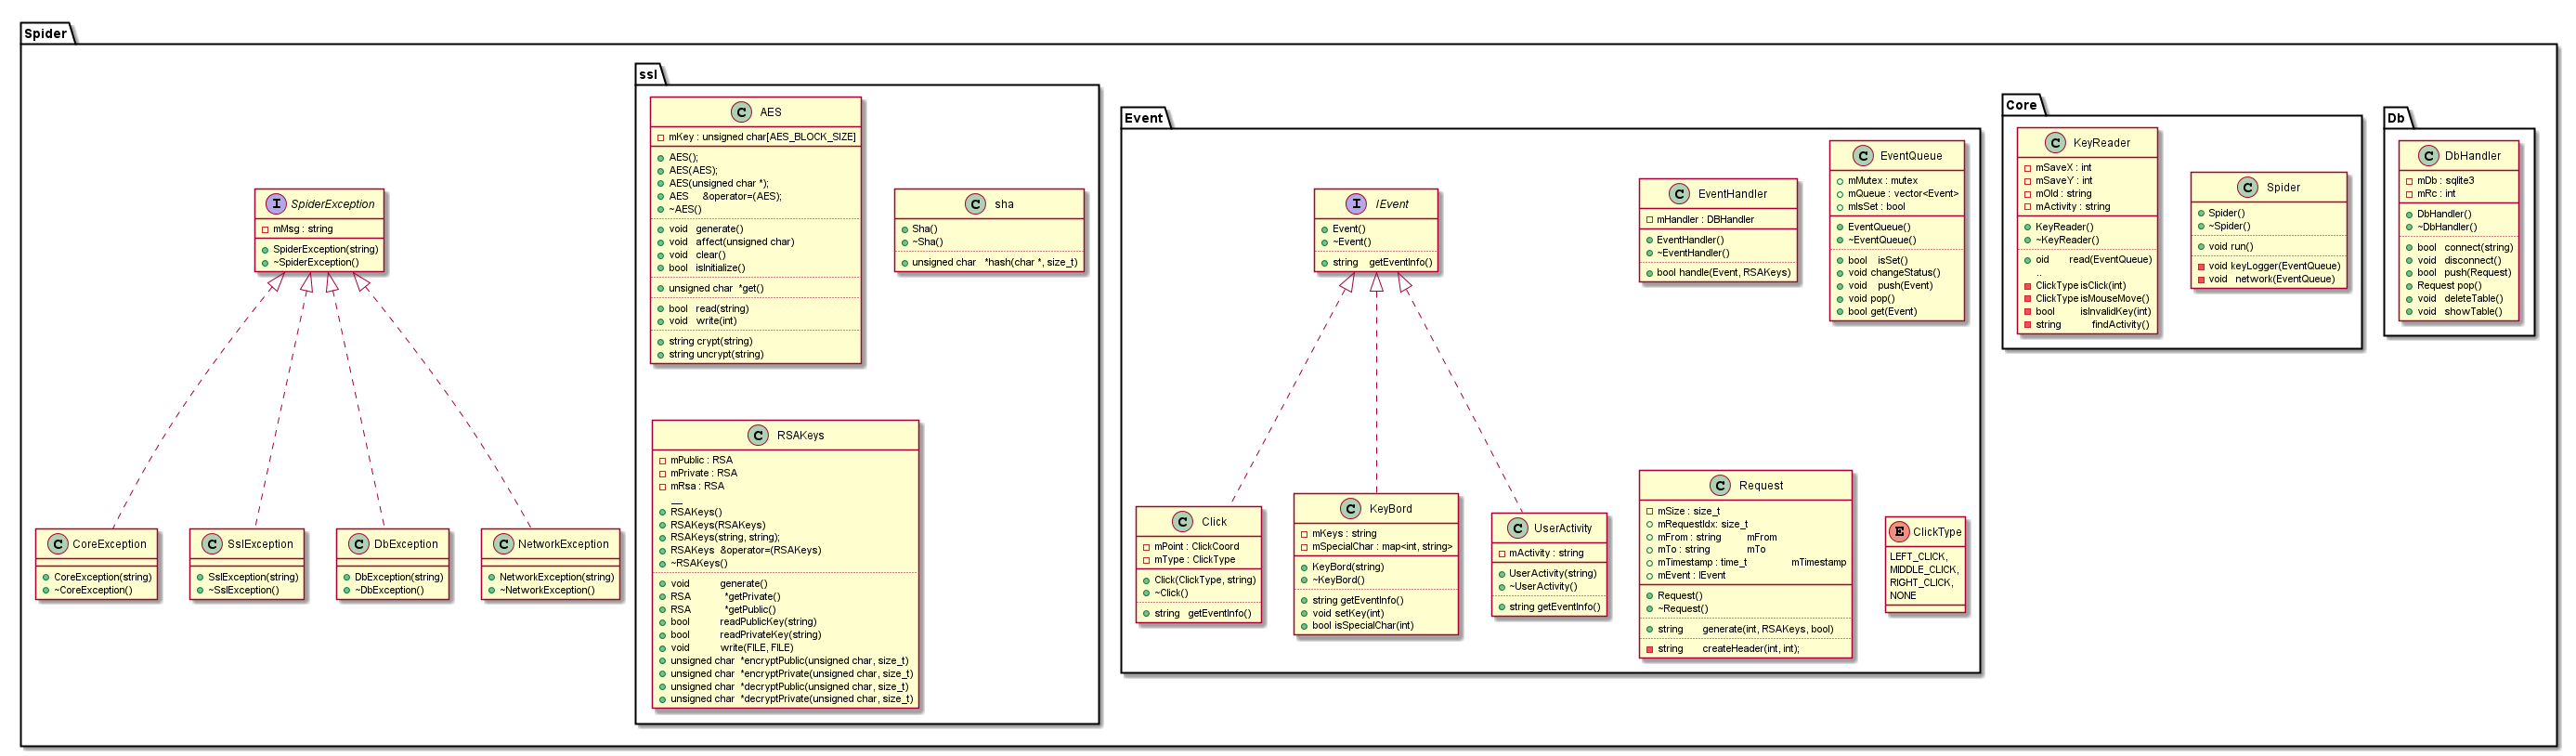 Spider
SpiderException
mMsg : string
SpiderException(string)
~SpiderException()
CoreException
CoreException(string)
~CoreException()
SslException
SslException(string)
~SslException()
DbException
DbException(string)
~DbException()
NetworkException
NetworkException(string)
~NetworkException()
ssl
AES
mKey : unsigned char[AES_BLOCK_SIZE]
AES();
AES(AES);
AES(unsigned char *);
AES &operator=(AES);
~AES()
void generate()
void affect(unsigned char)
void clear()
bool isInitialize()
unsigned char *get()
bool read(string)
void write(int)
string crypt(string)
string uncrypt(string)
sha
Sha()
~Sha()
unsigned char *hash(char *, size_t)
RSAKeys
mPublic : RSA
mPrivate : RSA
mRsa : RSA
__
RSAKeys()
RSAKeys(RSAKeys)
RSAKeys(string, string);
RSAKeys &operator=(RSAKeys)
~RSAKeys()
void generate()
RSA *getPrivate()
RSA *getPublic()
bool readPublicKey(string)
bool readPrivateKey(string)
void write(FILE, FILE)
unsigned char *encryptPublic(unsigned char, size_t)
unsigned char *encryptPrivate(unsigned char, size_t)
unsigned char *decryptPublic(unsigned char, size_t)
unsigned char *decryptPrivate(unsigned char, size_t)
Event
IEvent
Event()
~Event()
string getEventInfo()
Click
mPoint : ClickCoord
mType : ClickType
Click(ClickType, string)
~Click()
string getEventInfo()
KeyBord
mKeys : string
mSpecialChar : map<int, string>
KeyBord(string)
~KeyBord()
string getEventInfo()
void setKey(int)
bool isSpecialChar(int)
UserActivity
mActivity : string
UserActivity(string)
~UserActivity()
string getEventInfo()
EventHandler
mHandler : DBHandler
EventHandler()
~EventHandler()
bool handle(Event, RSAKeys)
EventQueue
mMutex : mutex
mQueue : vector<Event>
mIsSet : bool
EventQueue()
~EventQueue()
bool isSet()
void changeStatus()
void push(Event)
void pop()
bool get(Event)
Request
mSize : size_t
mRequestIdx: size_t
mFrom : string mFrom
mTo : string mTo
mTimestamp : time_t mTimestamp
mEvent : IEvent
Request()
~Request()
string generate(int, RSAKeys, bool)
string createHeader(int, int);
ClickType
LEFT_CLICK,
MIDDLE_CLICK,
RIGHT_CLICK,
NONE
Core
KeyReader
mSaveX : int
mSaveY : int
mOld : string
mActivity : string
KeyReader()
~KeyReader()
oid read(EventQueue)
..
ClickType isClick(int)
ClickType isMouseMove()
bool isInvalidKey(int)
string findActivity()
Spider
Spider()
~Spider()
void run()
void keyLogger(EventQueue)
void network(EventQueue)
Db
DbHandler
mDb : sqlite3
mRc : int
DbHandler()
~DbHandler()
bool connect(string)
void disconnect()
bool push(Request)
Request pop()
void deleteTable()
void showTable()